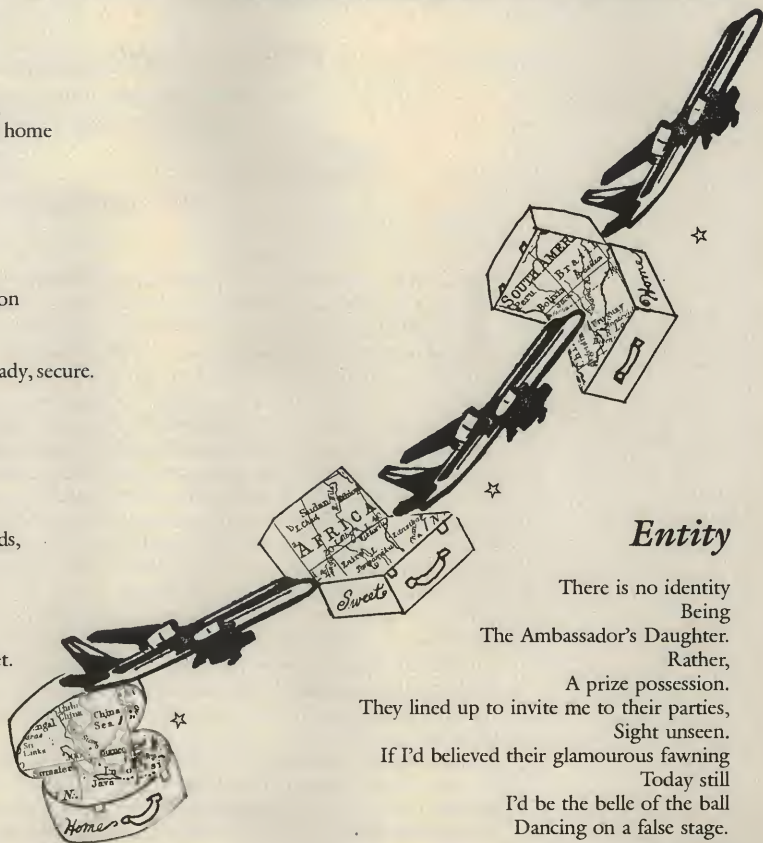 home
on
ady, secure.
ds,
et.
SOUTH AMER
Brazil
Peru
Bolivia
Uruguay
Home
Sudan
Chad
AFRICA
Zaire
Sweet
China
China
Sea
Sri
Lanka
Borneo
Java
Home
Entity
There is no identity
Being
The Ambassador's Daughter.
Rather,
A prize possession.
They lined up to invite me to their parties,
Sight unseen.
If I'd believed their glamourous fawning
Today still
I'd be the belle of the ball
Dancing on a false stage.